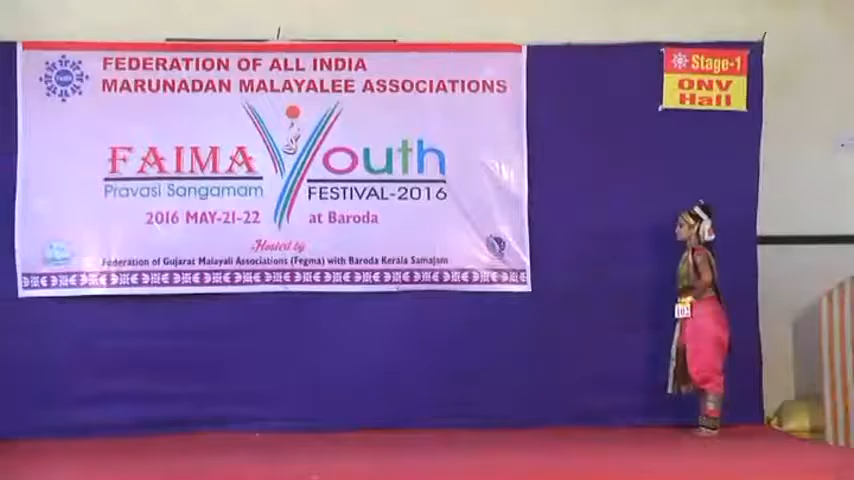 FEDERATION OF ALL INDIA
MARUNADAN MALAYALEE ASSOCIATIONS
FAIMA Youth
Pravasi Sangamam FESTIVAL-2016
2016 MAY-21-22 at Baroda
Hosted by
Federation of Gujarat Malayali Associations (Fegma) with Baroda Kerala Samajam
Stage-1
ONV
Hall